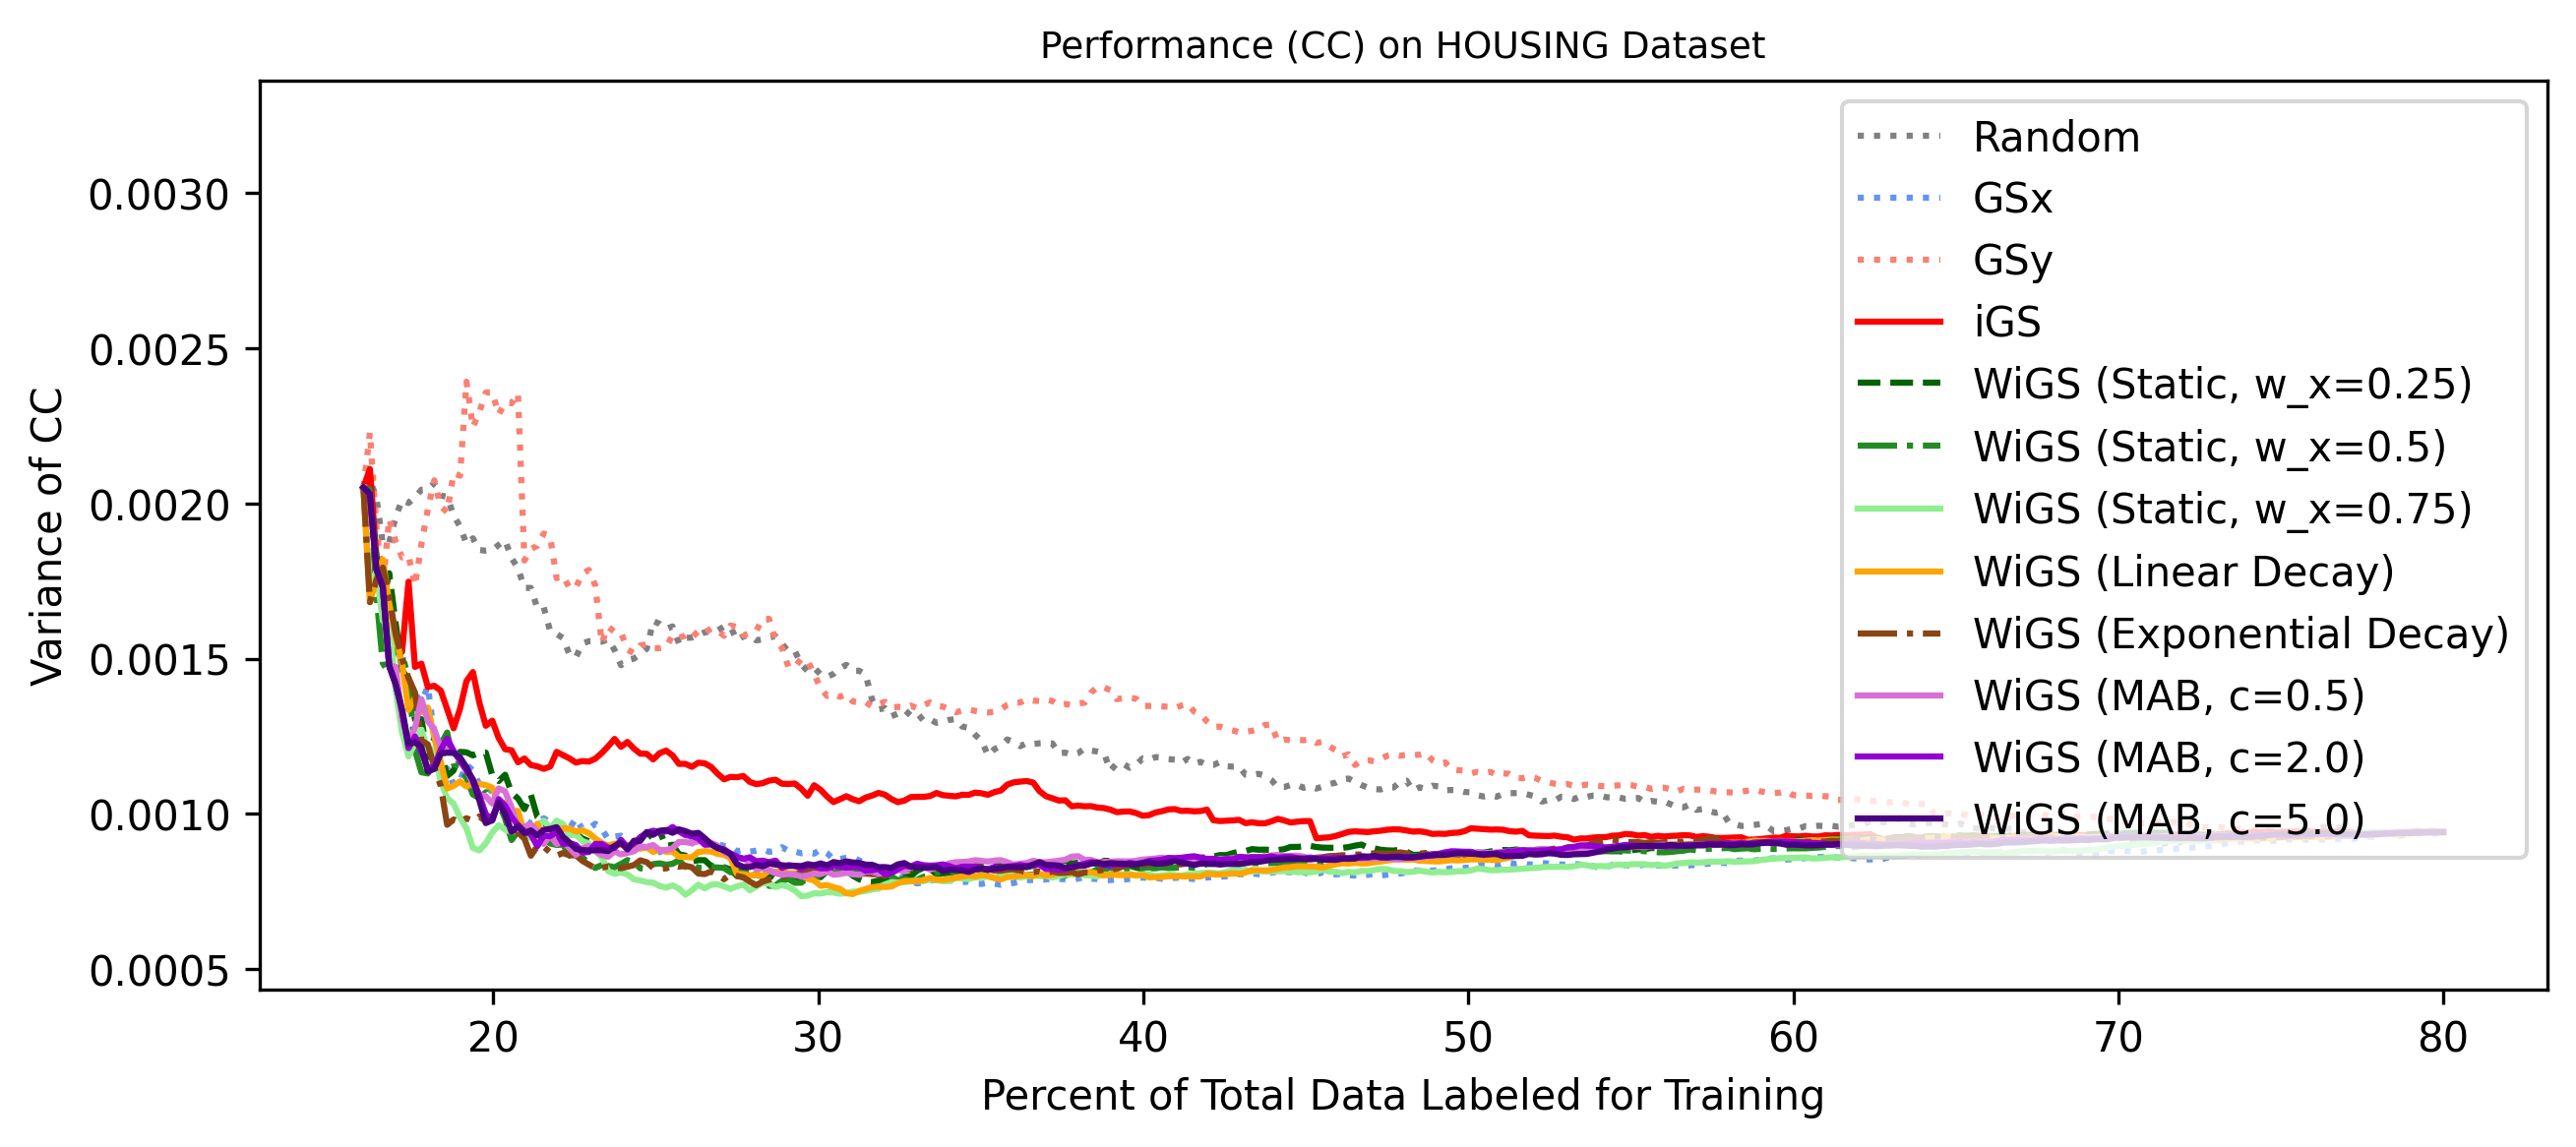 Performance (CC) on HOUSING Dataset
Variance of CC
0.0030
0.0025
0.0020
0.0015
0.0010
0.0005
20 30 40 50 60 70 80
Percent of Total Data Labeled for Training
Random
GSx
GSy
iGS
WiGS (Static, w_x=0.25)
WiGS (Static, w_x=0.5)
WiGS (Static, w_x=0.75)
WiGS (Linear Decay)
WiGS (Exponential Decay)
WiGS (MAB, c=0.5)
WiGS (MAB, c=2.0)
WiGS (MAB, c=5.0)